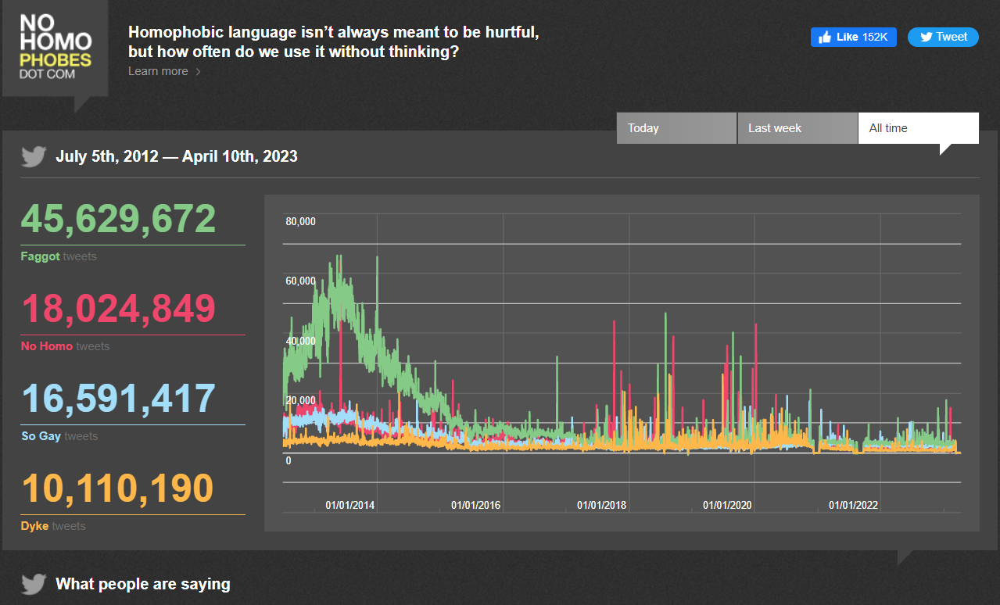 NO
HOMO
PHOBES
DOT COM
Homophobic language isn’t always meant to be hurtful,
but how often do we use it without thinking?
Learn more >
Like 152K
Tweet
Today
Last week
All time
July 5th, 2012 — April 10th, 2023
45,629,672
Faggot tweets
18,024,849
No Homo tweets
16,591,417
So Gay tweets
10,110,190
Dyke tweets
80,000
60,000
40,000
20,000
0
01/01/2014
01/01/2016
01/01/2018
01/01/2020
01/01/2022
What people are saying